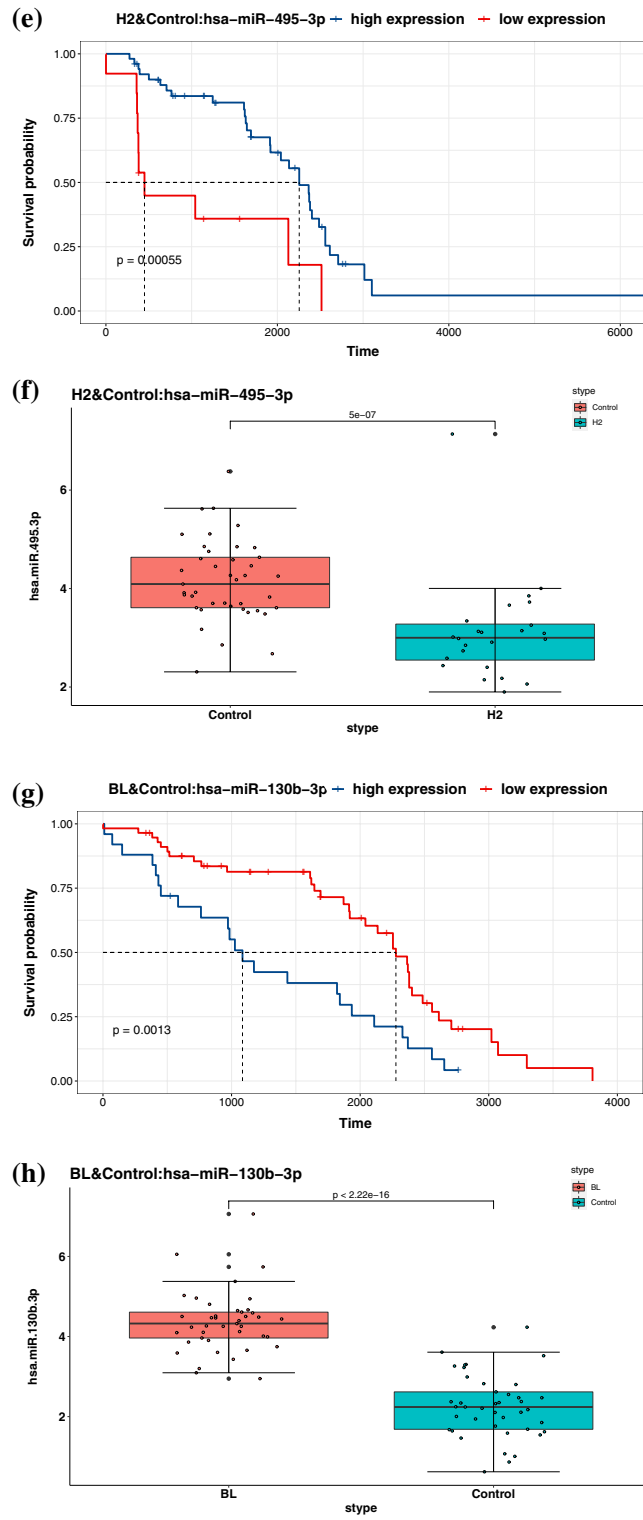 (e)
H2&Control:hsa−miR−495−3p high expression low expression
1.00
0.75
0.50
0.25
0.00
Survival probability
p = 0.00055
0 2000 4000 6000
Time
(f)
H2&Control:hsa−miR−495−3p
stype
Control
H2
5e−07
6
4
2
hsa.miR.495.3p
Control H2
stype
(g)
BL&Control:hsa−miR−130b−3p high expression low expression
1.00
0.75
0.50
0.25
0.00
Survival probability
p = 0.0013
0 1000 2000 3000 4000
Time
(h)
BL&Control:hsa−miR−130b−3p
stype
BL
Control
p < 2.22e−16
6
4
2
hsa.miR.130b.3p
BL Control
stype